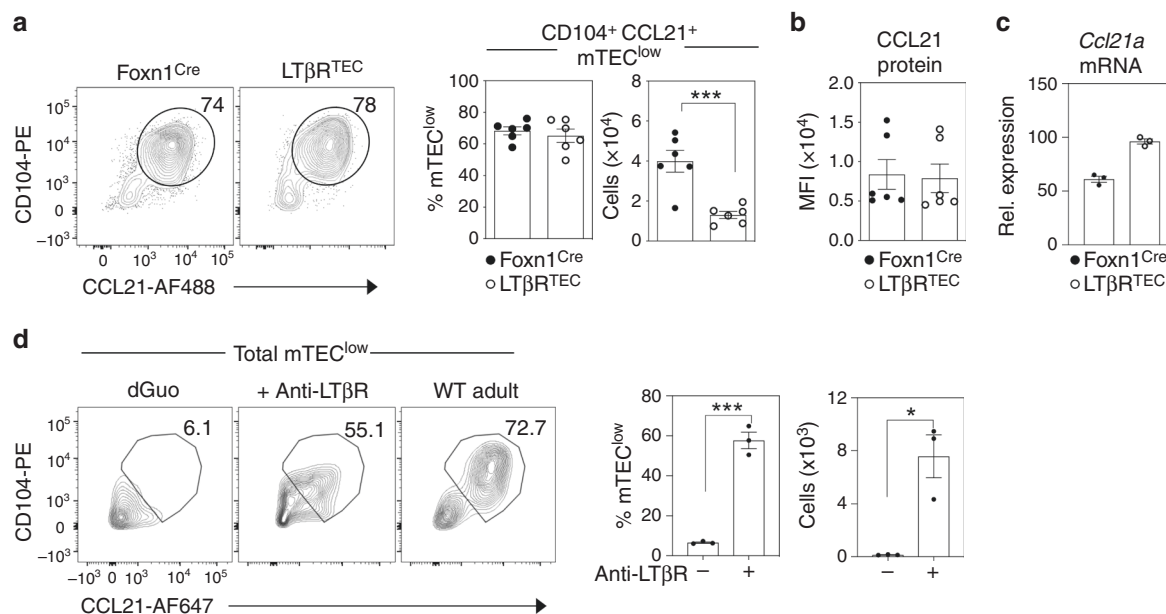 a
Foxn1Cre
LTβRTEC
74
78
CD104-PE
10⁵
10⁴
10³
0
–10³
0 10³ 10⁴ 10⁵
CCL21-AF488
CD104⁺ CCL21⁺
mTEClow
% mTEClow
100
80
60
40
20
0
Cells (×10⁴)
8
6
4
2
0
***
Foxn1Cre
LTβRTEC
b
CCL21
protein
MFI (×10⁴)
2.0
1.5
1.0
0.5
0.0
Foxn1Cre
LTβRTEC
c
Ccl21a
mRNA
Rel. expression
150
100
50
0
Foxn1Cre
LTβRTEC
d
Total mTEClow
dGuo
+ Anti-LTβR
WT adult
6.1
55.1
72.7
CD104-PE
10⁵
10⁴
10³
0
–10³
–10³ 0 10³ 10⁴ 10⁵
CCL21-AF647
% mTEClow
80
60
40
20
0
***
Anti-LTβR – +
Cells (x10³)
12
8
4
0
*
– +